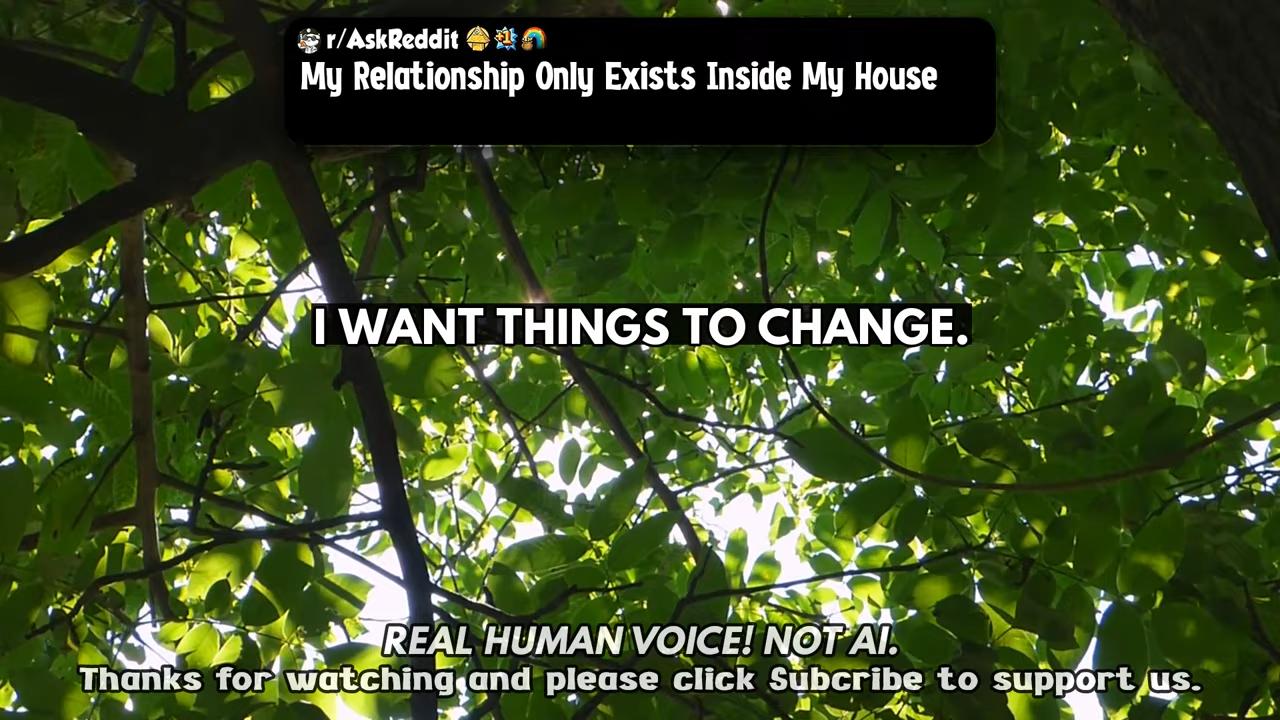 r/AskReddit
My Relationship Only Exists Inside My House
I WANT THINGS TO CHANGE.
REAL HUMAN VOICE! NOT AI.
Thanks for watching and please click Subcribe to support us.